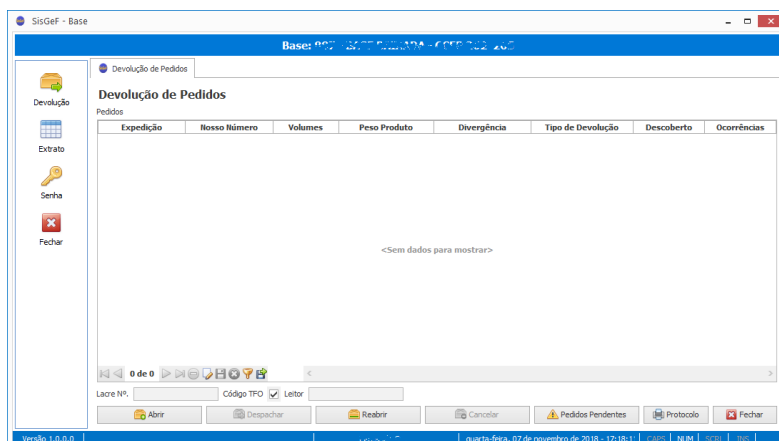 SisGeF - Base
Base:
Devolução de Pedidos
Devolução
Extrato
Senha
Fechar
Devolução de Pedidos
Pedidos
Expedição Nosso Número Volumes Peso Produto Divergência Tipo de Devolução Descoberto Ocorrências
<Sem dados para mostrar>
0 de 0
Lacre Nº. Código TFO Leitor
Abrir Despachar Reabrir Cancelar Pedidos Pendentes Protocolo Fechar
Versão 1.0.0.0 quarta-feira, 07 de novembro de 2018 - 17:18:1 CAPS NUM SCRL INS